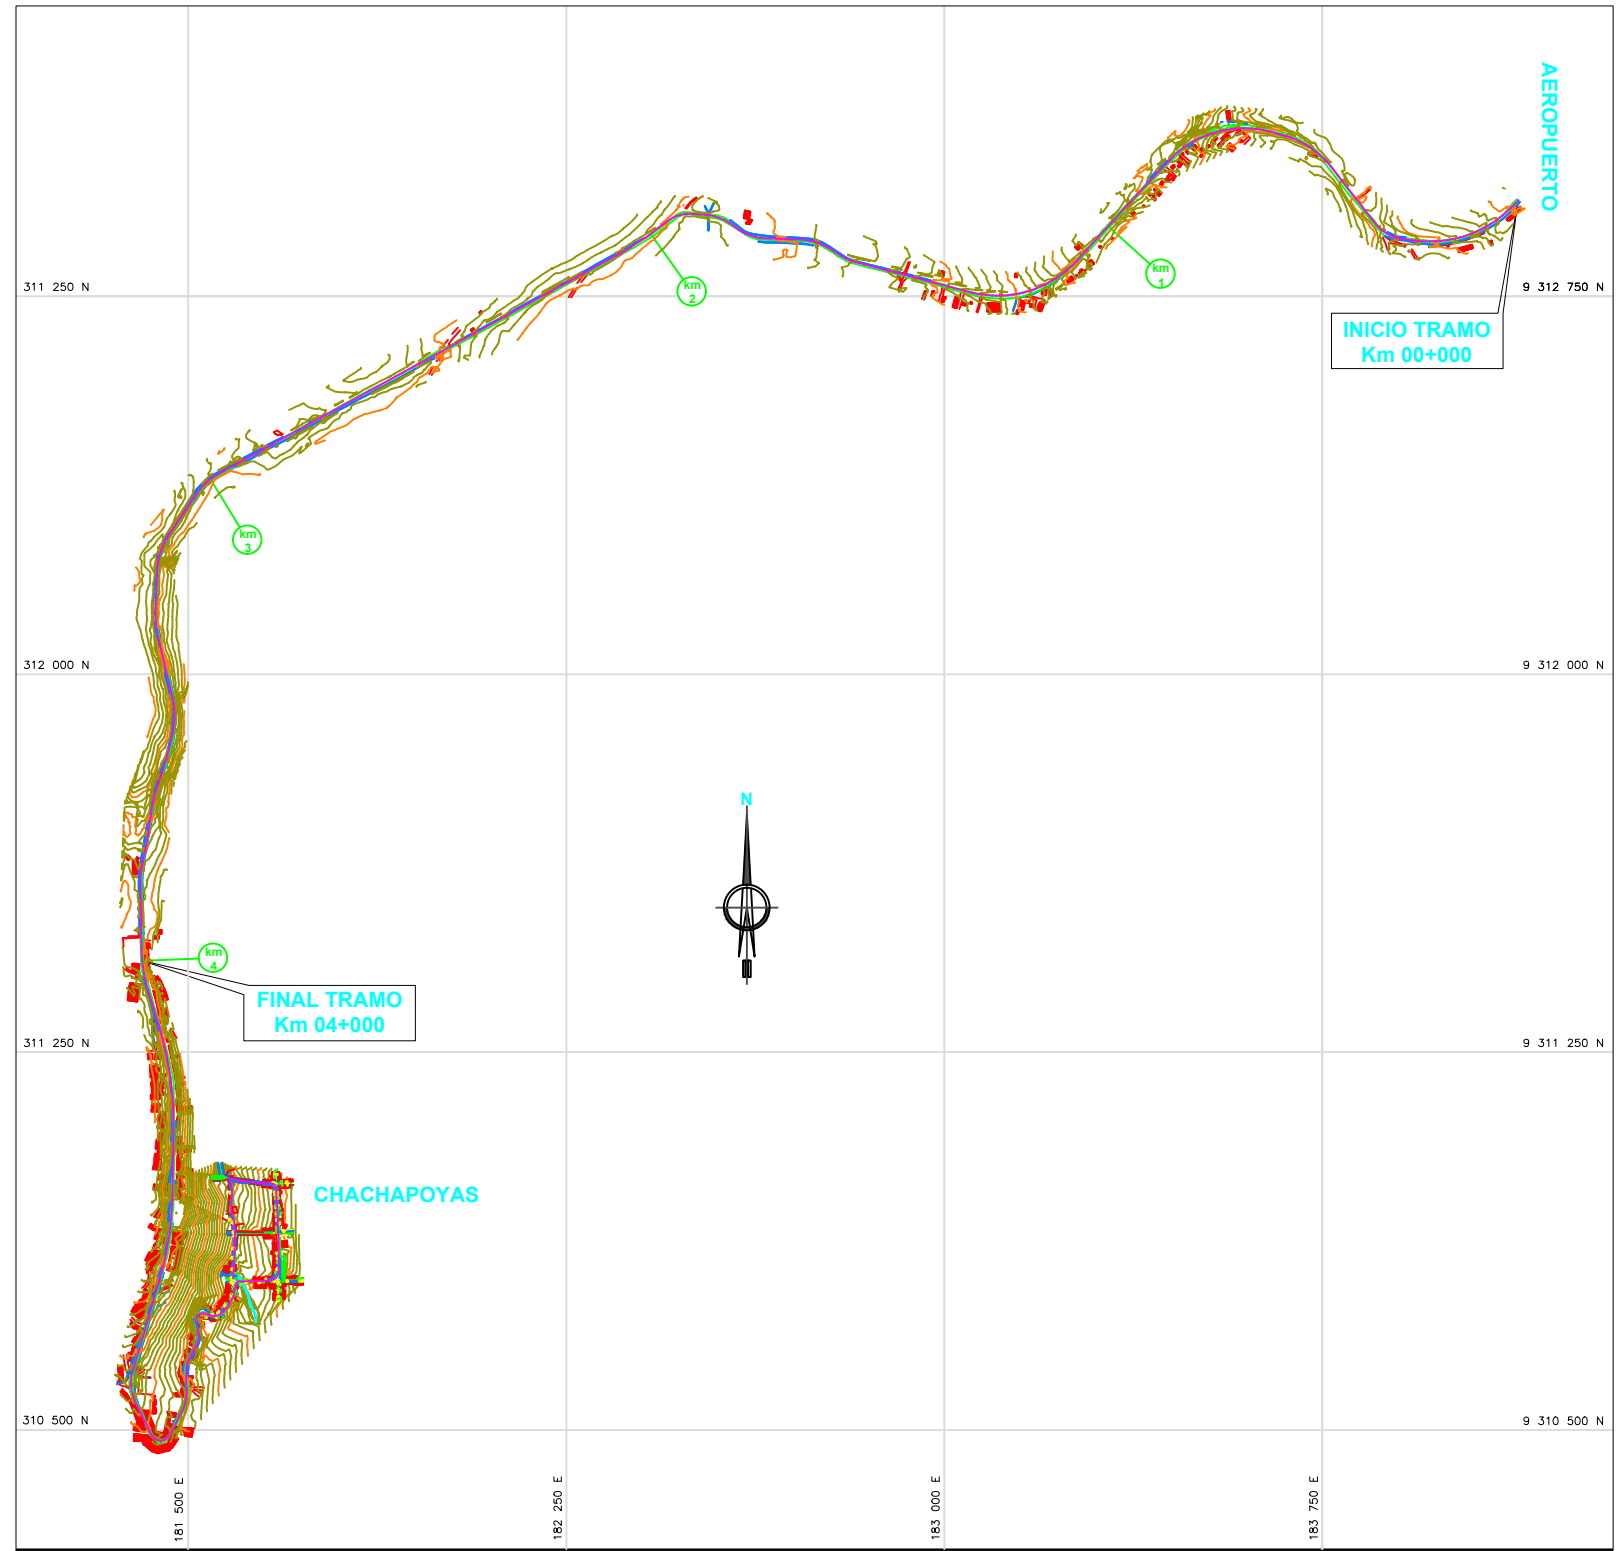 AEROPUERTO
311 250 N
9 312 750 N
km
1
km
2
INICIO TRAMO
Km 00+000
km
3
312 000 N
9 312 000 N
N
km
4
FINAL TRAMO
Km 04+000
311 250 N
9 311 250 N
CHACHAPOYAS
310 500 N
9 310 500 N
181 500 E
182 250 E
183 000 E
183 750 E